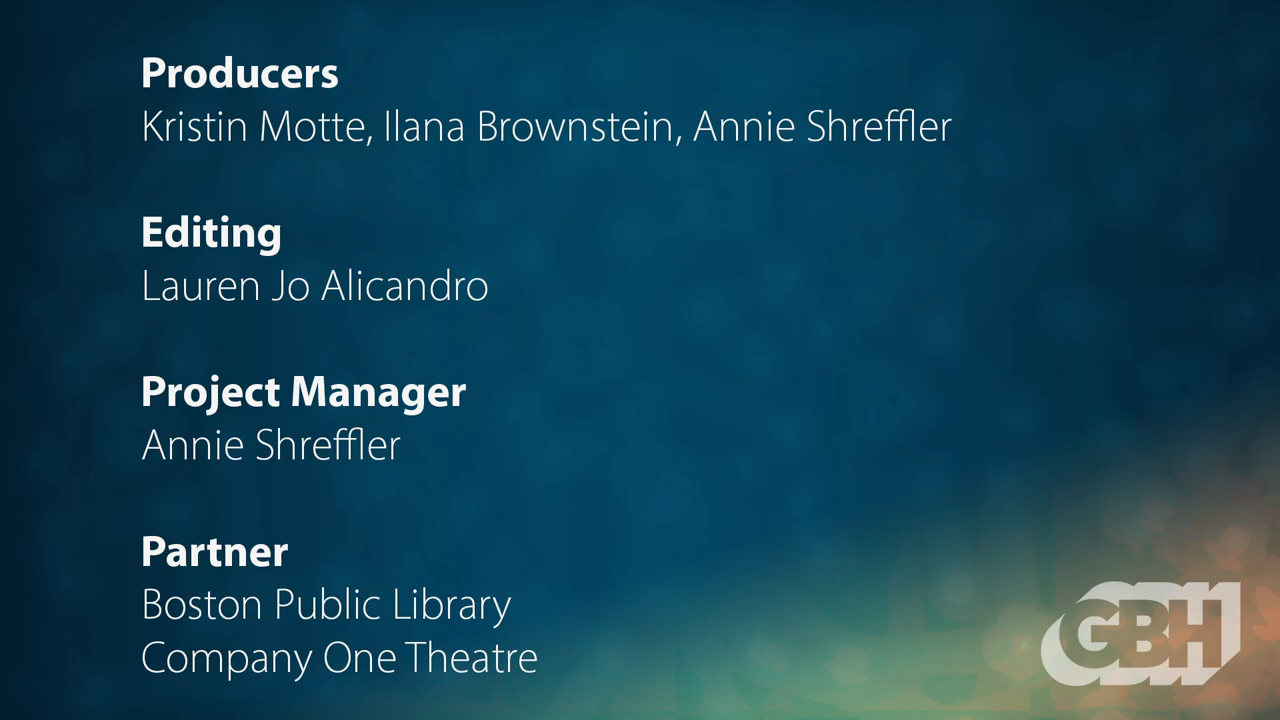 Producers
Kristin Motte, Ilana Brownstein, Annie Shreffler
Editing
Lauren Jo Alicandro
Project Manager
Annie Shreffler
Partner
Boston Public Library
Company One Theatre
GBH